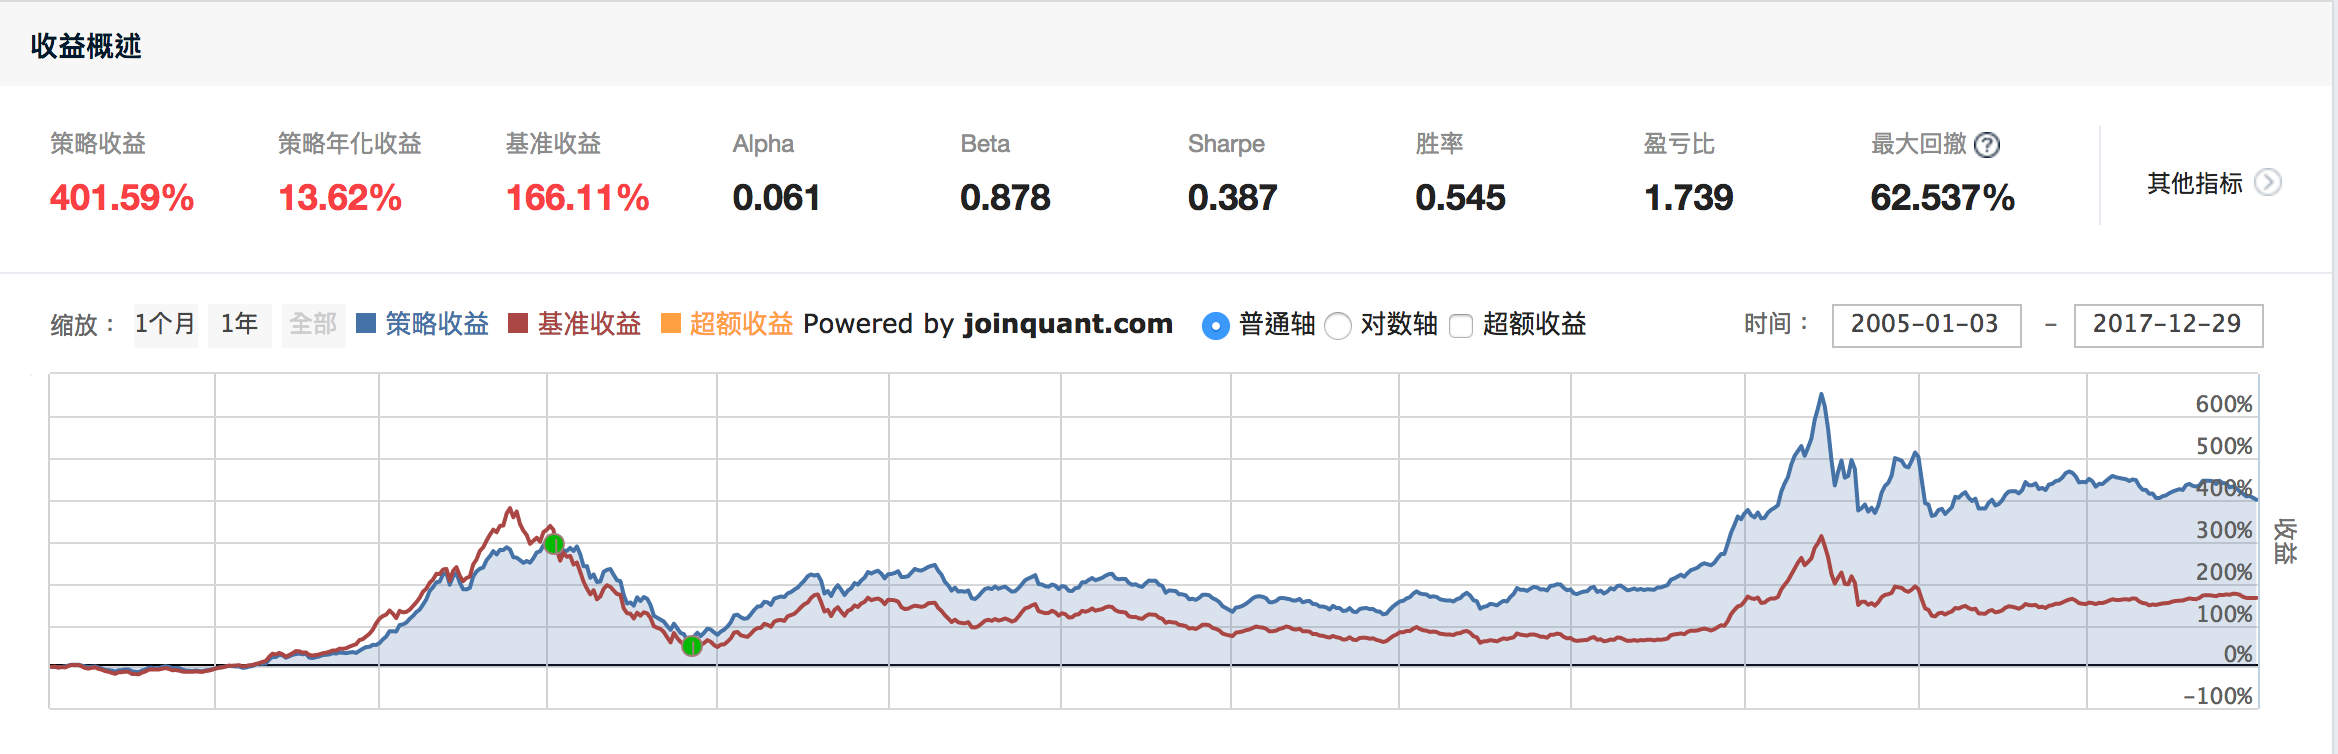 收益概述
策略收益 策略年化收益 基准收益 Alpha Beta Sharpe 胜率 盈亏比 最大回撤 ?
401.59% 13.62% 166.11% 0.061 0.878 0.387 0.545 1.739 62.537% 其他指标
缩放： 1个月 1年 全部 策略收益 基准收益 超额收益 Powered by joinquant.com 普通轴 对数轴 超额收益 时间： 2005-01-03 – 2017-12-29
600%
500%
400%
300%
200%
100%
0%
-100%
收益